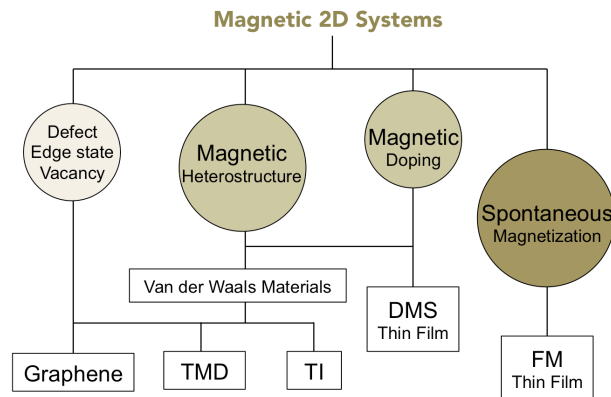 Magnetic 2D Systems
Defect
Edge state
Vacancy
Magnetic
Heterostructure
Magnetic
Doping
Spontaneous
Magnetization
Van der Waals Materials
DMS
Thin Film
Graphene
TMD
TI
FM
Thin Film